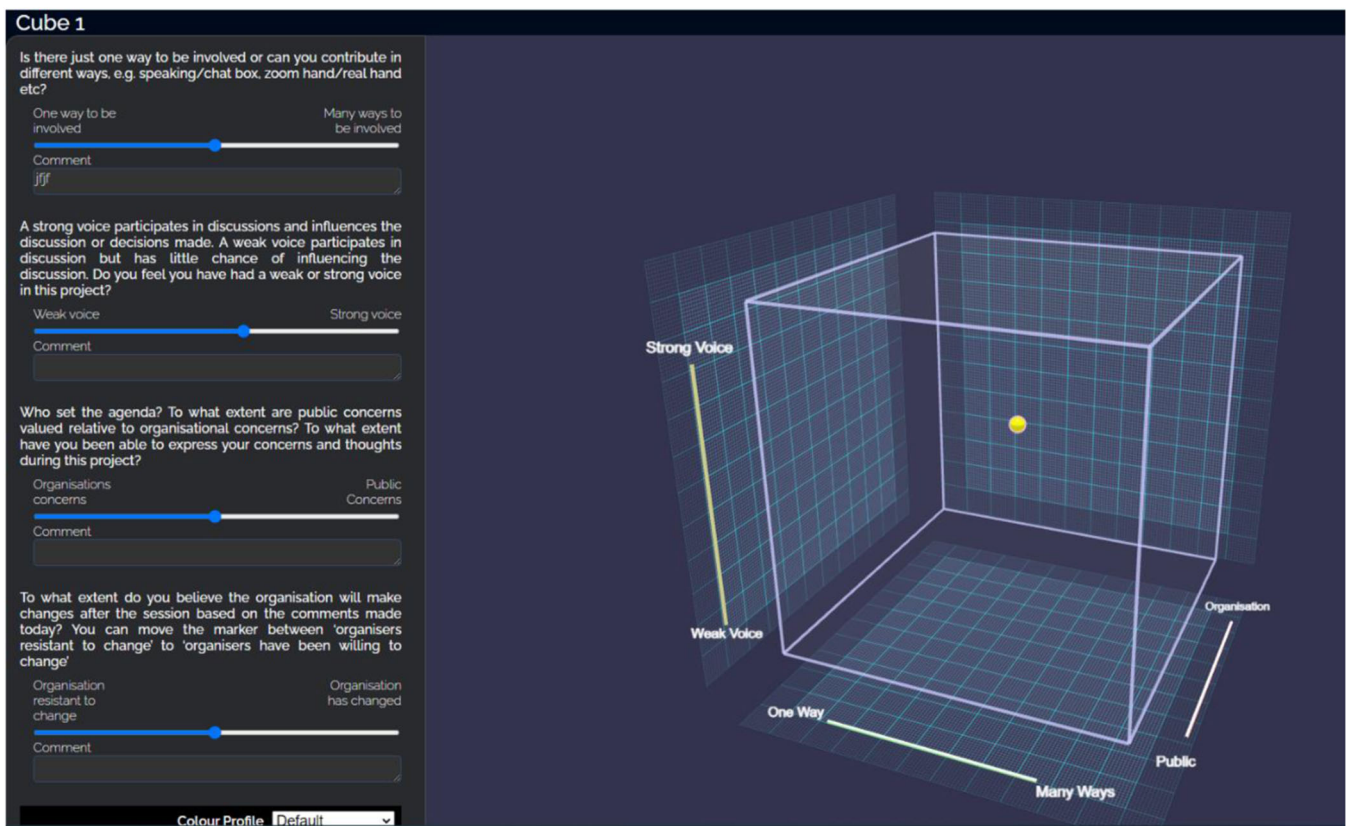 Cube 1
Is there just one way to be involved or can you contribute in
different ways, e.g. speaking/chat box, zoom hand/real hand
etc?
One way to be
involved
Many ways to
be involved
Comment
jfjf
A strong voice participates in discussions and influences the
discussion or decisions made. A weak voice participates in
discussion but has little chance of influencing the
discussion. Do you feel you have had a weak or strong voice
in this project?
Weak voice
Strong voice
Comment
Who set the agenda? To what extent are public concerns
valued relative to organisational concerns? To what extent
have you been able to express your concerns and thoughts
during this project?
Organisations
concerns
Public
Concerns
Comment
To what extent do you believe the organisation will make
changes after the session based on the comments made
today? You can move the marker between 'organisers
resistant to change' to 'organisers have been willing to
change'
Organisation
resistant to
change
Organisation
has changed
Comment
Colour Profile Default
Strong Voice
Weak Voice
One Way
Many Ways
Organisation
Public